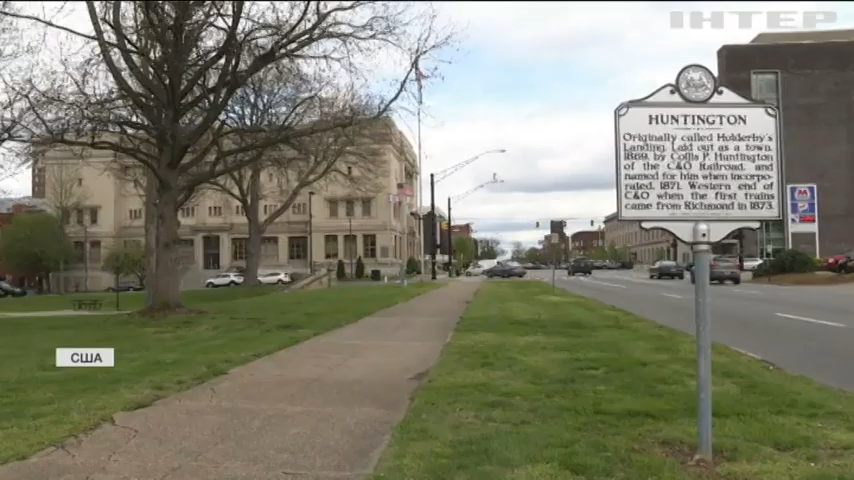 ІНТЕР
HUNTINGTON
Originally called Holderby's
Landing. Laid out as a town,
1869, by Collis P. Huntington
of the C&O Railroad, and
named for him when incorpo-
rated, 1871. Western end of
C&O when the first trains
came from Richmond in 1873.
США